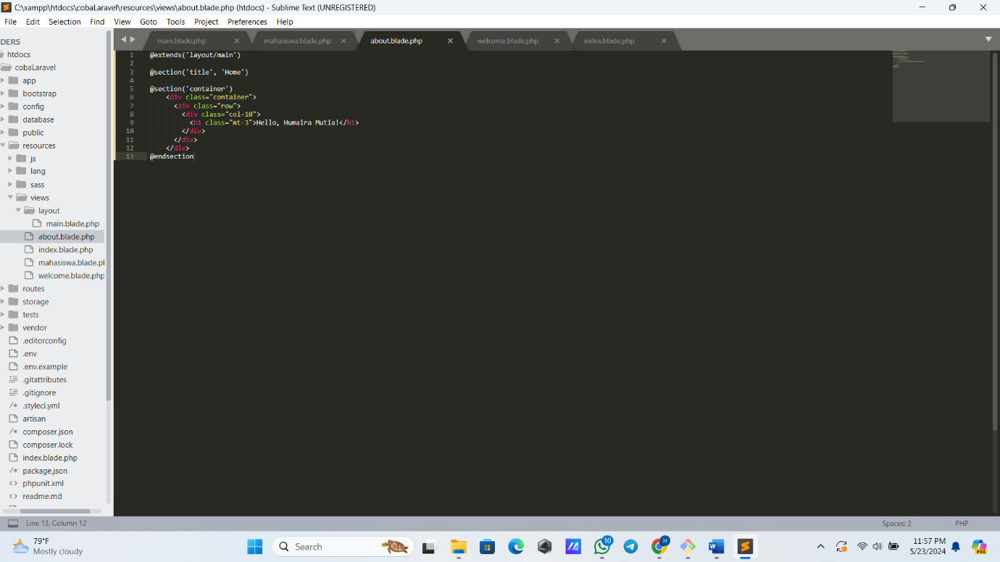 C:\xampp\htdocs\cobaLaravel\resources\views\about.blade.php (htdocs) - Sublime Text (UNREGISTERED)
File Edit Selection Find View Goto Tools Project Preferences Help
DERS
htdocs
cobaLaravel
app
bootstrap
config
database
public
resources
js
lang
sass
views
layout
main.blade.php
about.blade.php
index.blade.php
mahasiswa.blade.pl
welcome.blade.php
routes
storage
tests
vendor
.editorconfig
.env
.env.example
.gitattributes
.gitignore
/* .styleci.yml
artisan
/* composer.json
composer.lock
index.blade.php
/* package.json
<> phpunit.xml
<> readme.md
main.blade.php mahasiswa.blade.php about.blade.php welcome.blade.php index.blade.php
1 @extends('layout/main')
2
3 @section('title', 'Home')
4
5 @section('container')
6 <div class="container">
7 <div class="row">
8 <div class="col-10">
9 <h1 class="mt-3">Hello, Humaira Mutia!</h1>
10 </div>
11 </div>
12 </div>
13 @endsection
Line 13, Column 12 Spaces: 2 PHP
79°F
Mostly cloudy
Search
10
H
11:57 PM
5/23/2024
PRE